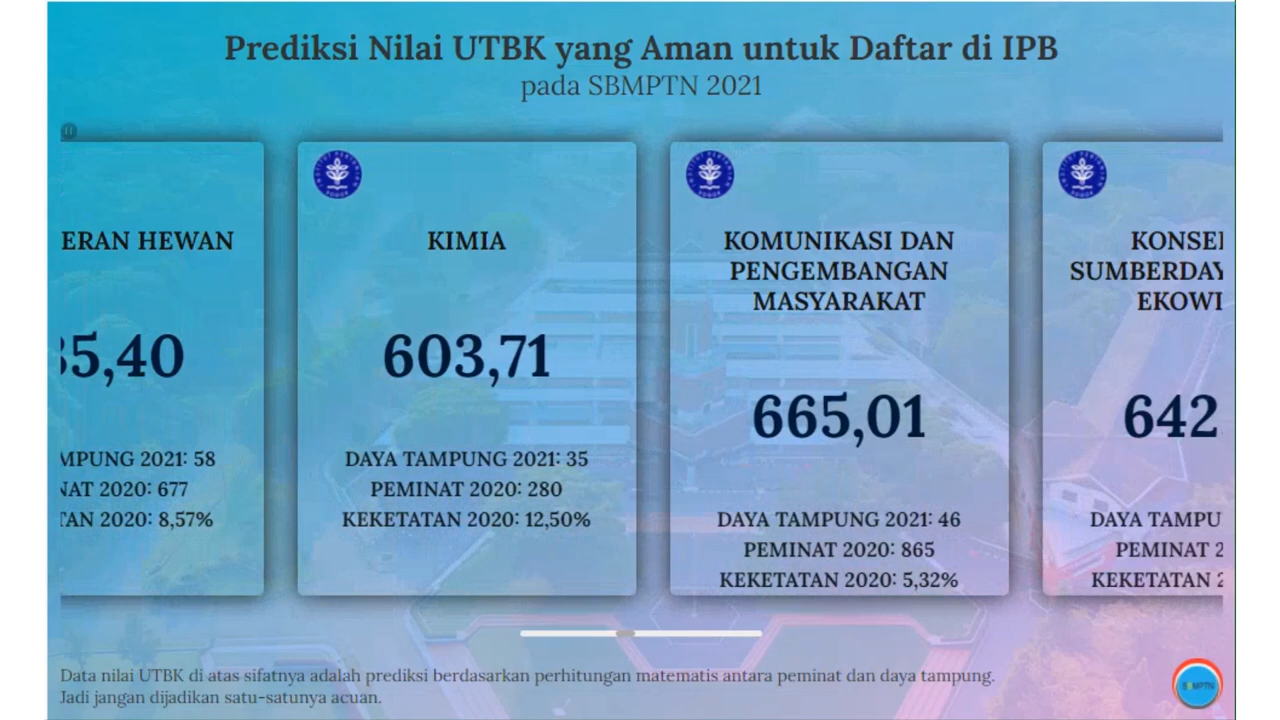 Prediksi Nilai UTBK yang Aman untuk Daftar di IPB
pada SBMPTN 2021
ERAN HEWAN
35,40
MPUNG 2021: 58
NAT 2020: 677
TAN 2020: 8,57%
KIMIA
603,71
DAYA TAMPUNG 2021: 35
PEMINAT 2020: 280
KEKETATAN 2020: 12,50%
KOMUNIKASI DAN
PENGEMBANGAN
MASYARAKAT
665,01
DAYA TAMPUNG 2021: 46
PEMINAT 2020: 865
KEKETATAN 2020: 5,32%
KONSE
SUMBERDAY
EKOWI
642
DAYA TAMPU
PEMINAT 2
KEKETATAN 2
Data nilai UTBK di atas sifatnya adalah prediksi berdasarkan perhitungan matematis antara peminat dan daya tampung.
Jadi jangan dijadikan satu-satunya acuan.
SBMPTN